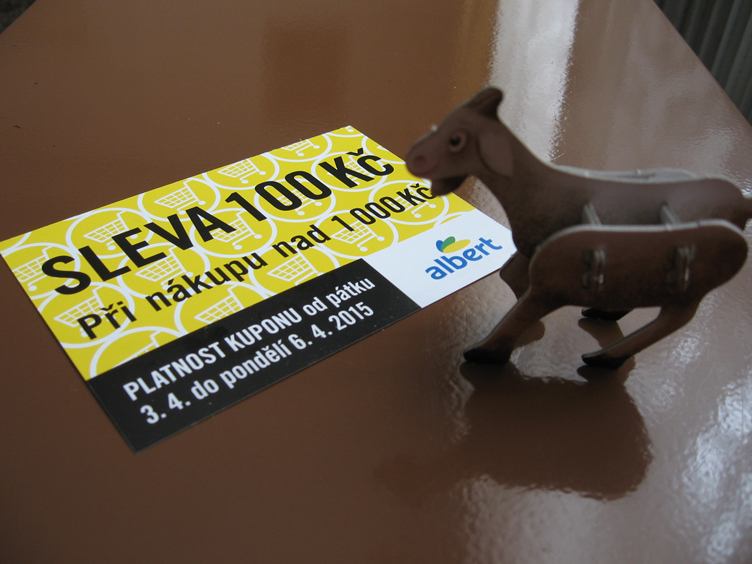 SLEVA 100 Kč
Při nákupu nad 1 000 Kč
albert
PLATNOST KUPONU od pátku
3. 4. do pondělí 6. 4. 2015